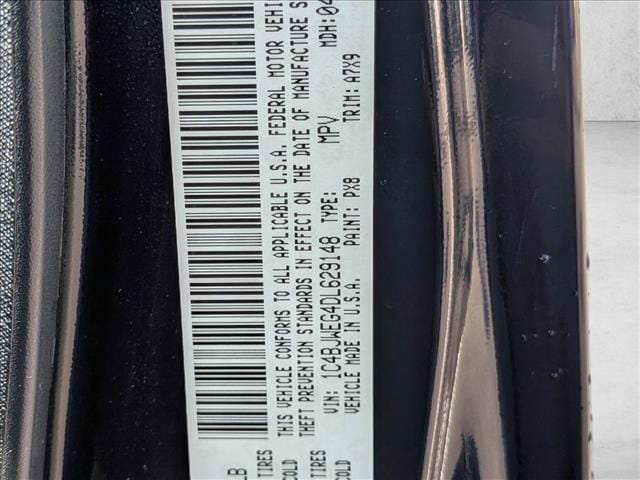 LB
TIRES
COLD
THIS VEHICLE CONFORMS TO ALL APPLICABLE U.S.A. FEDERAL MOTOR VEHI
THEFT PREVENTION STANDARDS IN EFFECT ON THE DATE OF MANUFACTURE S
VIN: 1C4BJWEG4DL629148 TYPE: MPV MDH: 04
VEHICLE MADE IN U.S.A. PAINT: PX8 TRIM: A7X9
TIRES
COLD